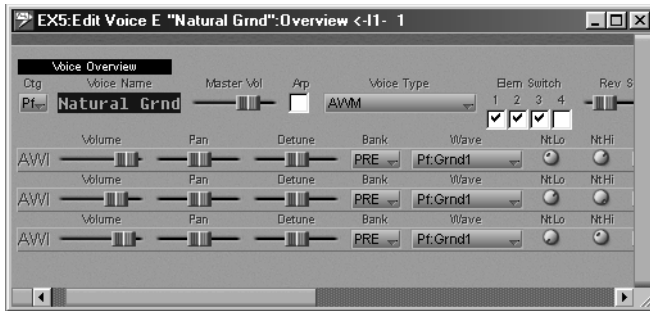 EX5:Edit Voice E "Natural Grnd":Overview <-I1- 1
Voice Overview
Ctg Voice Name Master Vol Arp Voice Type Elem Switch Rev S
Pf Natural Grnd AWM 1 2 3 4
Volume Pan Detune Bank Wave NtLo NtHi
AWI PRE Pf:Grnd1
Volume Pan Detune Bank Wave NtLo NtHi
AWI PRE Pf:Grnd1
Volume Pan Detune Bank Wave NtLo NtHi
AWI PRE Pf:Grnd1